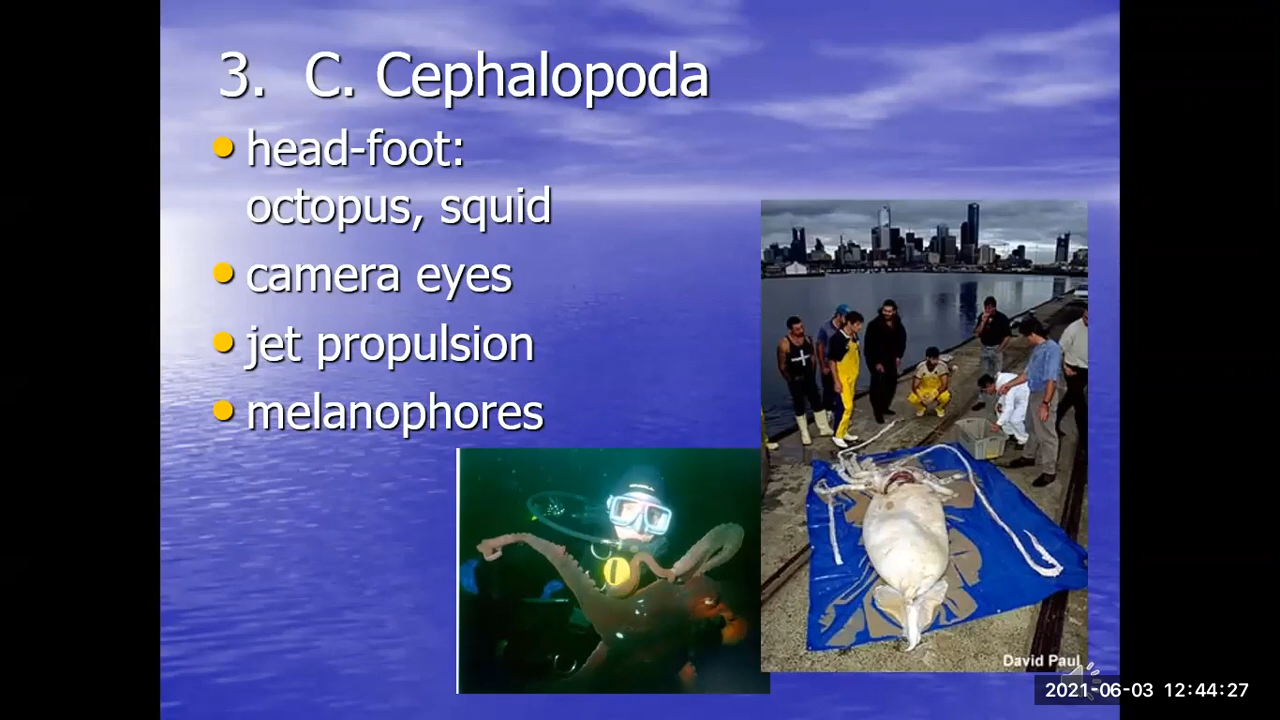 3. C. Cephalopoda
head-foot:
octopus, squid
camera eyes
jet propulsion
melanophores
David Paul
2021-06-03 12:44:27